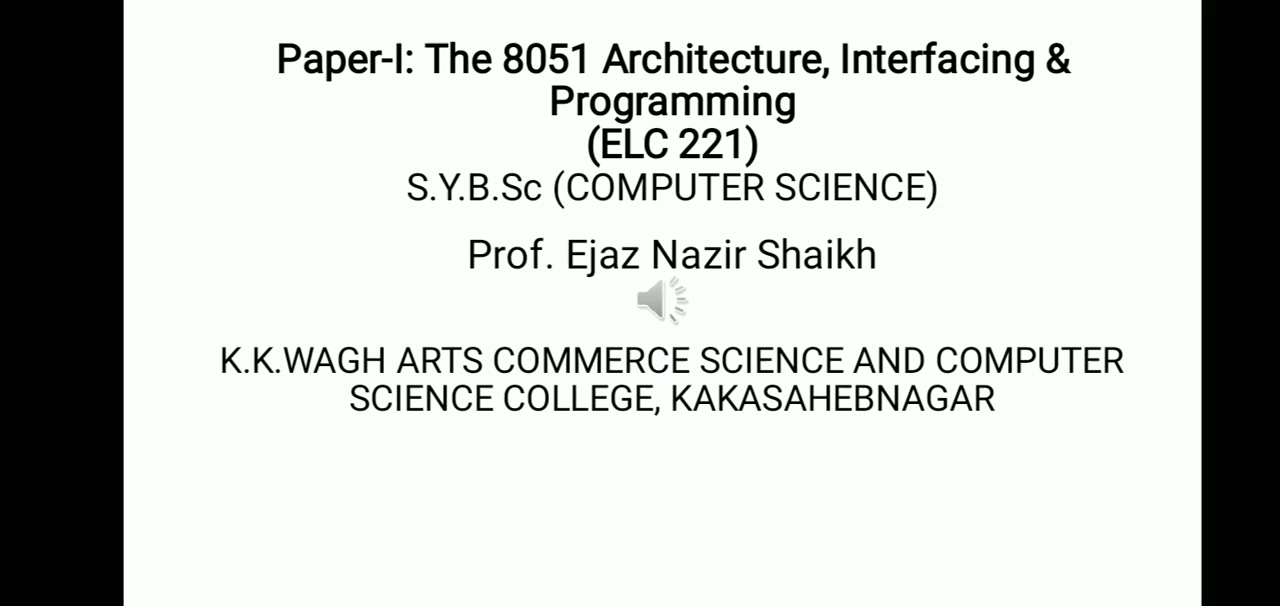 Paper-I: The 8051 Architecture, Interfacing &
Programming
(ELC 221)
S.Y.B.Sc (COMPUTER SCIENCE)
Prof. Ejaz Nazir Shaikh
K.K.WAGH ARTS COMMERCE SCIENCE AND COMPUTER
SCIENCE COLLEGE, KAKASAHEBNAGAR